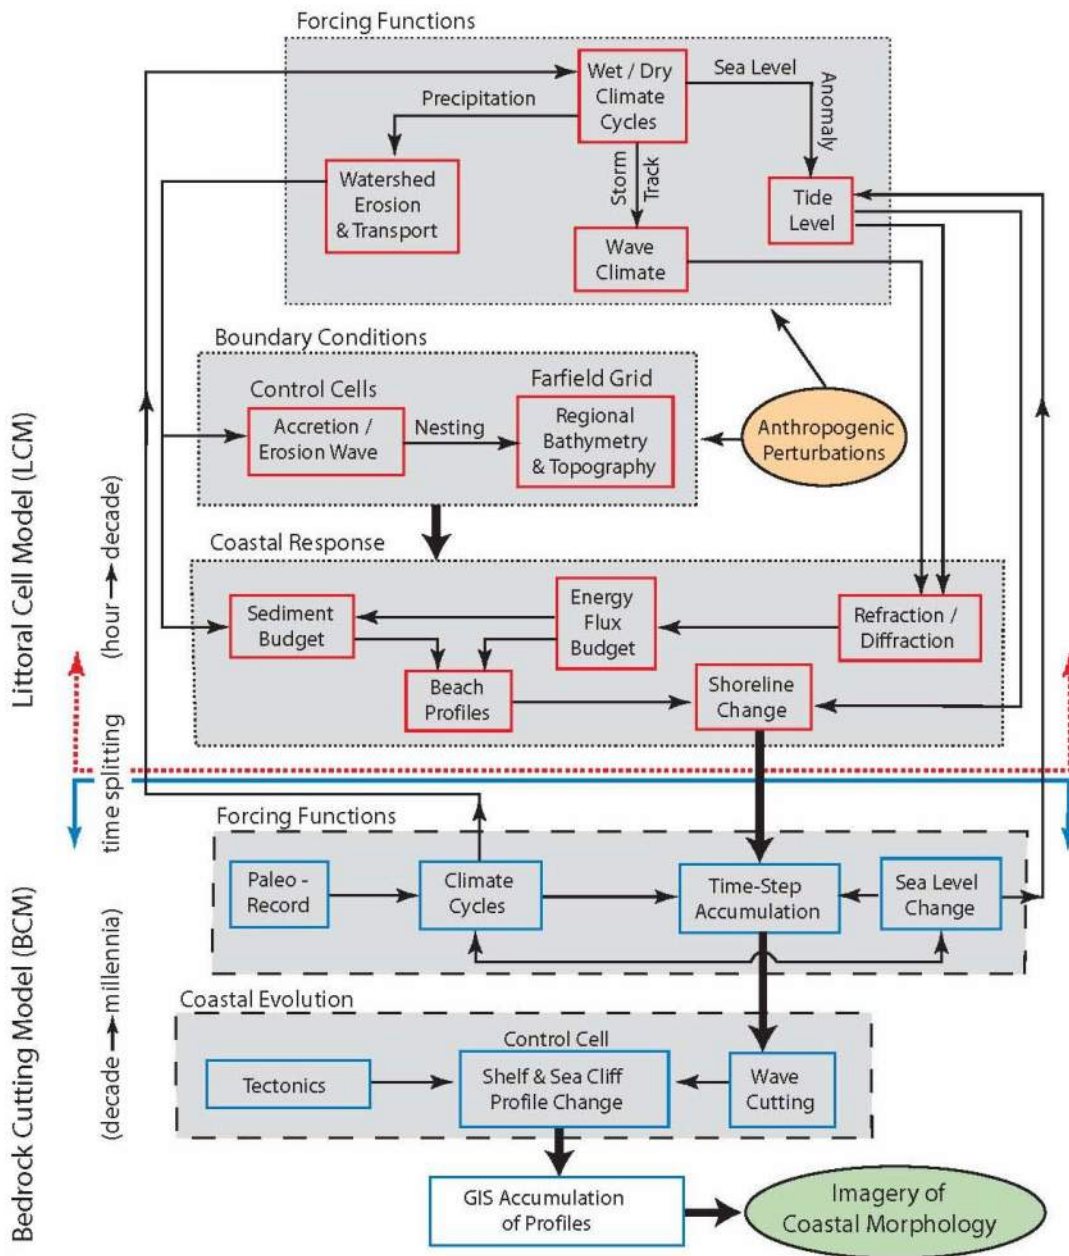 Forcing Functions
Wet / Dry
Climate
Cycles
Sea Level
Anomaly
Precipitation
Storm
Track
Watershed
Erosion
& Transport
Tide
Level
Wave
Climate
Boundary Conditions
Control Cells
Accretion /
Erosion Wave
Nesting
Farfield Grid
Regional
Bathymetry
& Topography
Anthropogenic
Perturbations
Littoral Cell Model (LCM)
(hour → decade)
Coastal Response
Sediment
Budget
Energy
Flux
Budget
Refraction /
Diffraction
Beach
Profiles
Shoreline
Change
time splitting
Forcing Functions
Paleo -
Record
Climate
Cycles
Time-Step
Accumulation
Sea Level
Change
Bedrock Cutting Model (BCM)
(decade → millennia)
Coastal Evolution
Tectonics
Control Cell
Shelf & Sea Cliff
Profile Change
Wave
Cutting
GIS Accumulation
of Profiles
Imagery of
Coastal Morphology